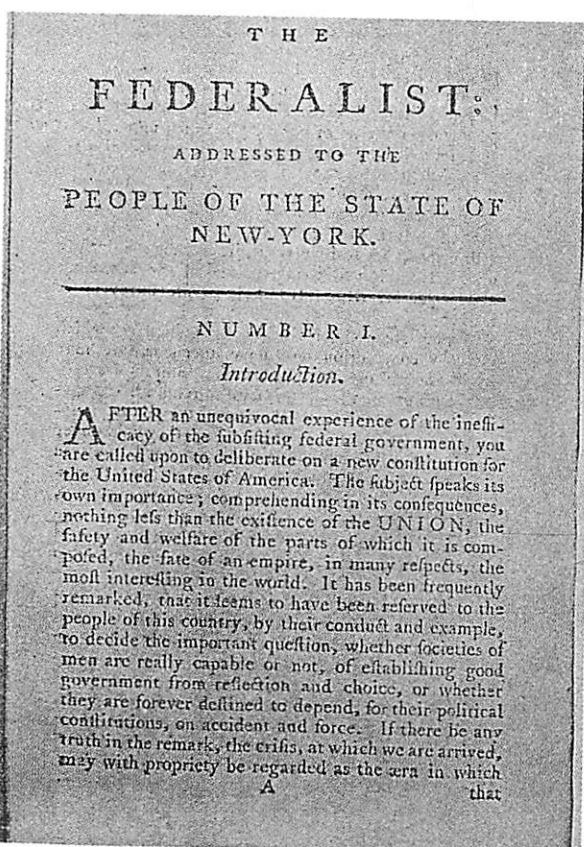 THE
FEDERALIST:
ADDRESSED TO THE
PEOPLE OF THE STATE OF
NEW-YORK.
NUMBER I.
Introduction.
AFTER an unequivocal experience of the ineffi-
cacy of the ſubſiſting federal government, you
are called upon to deliberate on a new conſtitution for
the United States of America. The ſubject ſpeaks its
own importance; comprehending in its conſequences,
nothing leſs than the exiſtence of the UNION, the
ſafety and welfare of the parts of which it is com-
poſed, the fate of an empire, in many reſpects, the
moſt intereſting in the world. It has been frequently
remarked, that it ſeems to have been reſerved to the
people of this country, by their conduct and example,
to decide the important queſtion, whether ſocieties of
men are really capable or not, of eſtabliſhing good
government from reflection and choice, or whether
they are forever deſtined to depend, for their political
conſtitutions, on accident and force. If there be any
truth in the remark, the criſis, at which we are arrived,
may with propriety be regarded as the æra in which
A
that